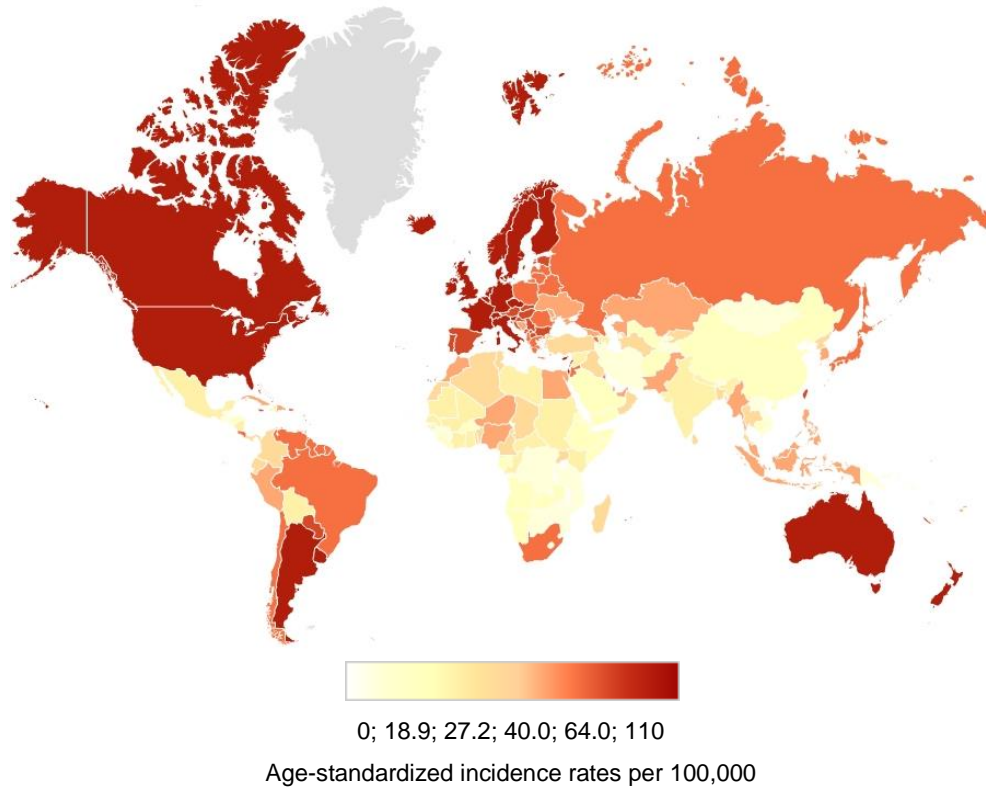 0; 18.9; 27.2; 40.0; 64.0; 110
Age-standardized incidence rates per 100,000